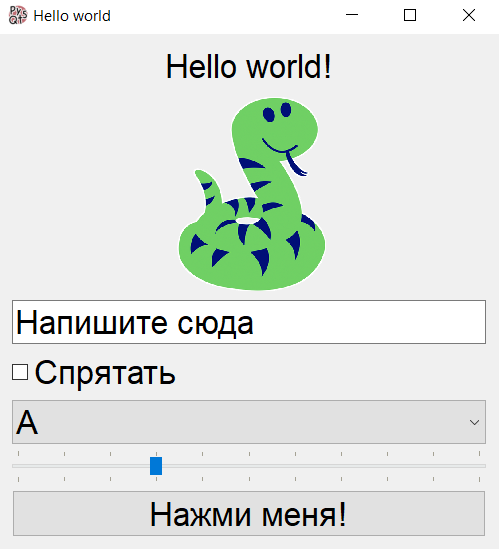 Hello world
Hello world!
Напишите сюда
Спрятать
A
Нажми меня!